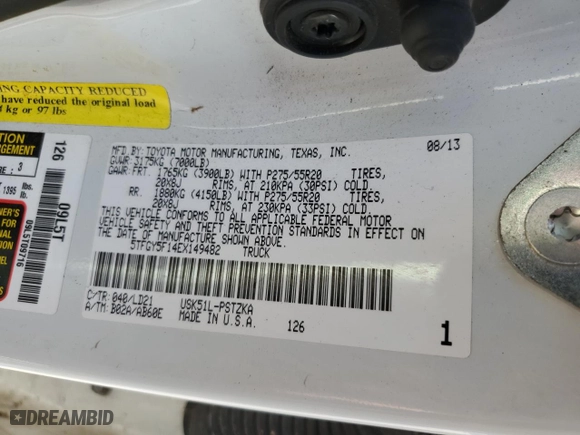 ING CAPACITY REDUCED
have reduced the original load
kg or 97 lbs
MFD. BY: TOYOTA MOTOR MANUFACTURING, TEXAS, INC. 08/13
GVWR: 3175KG (7000LB)
GAWR: FRT. 1765KG (3900LB) WITH P275/55R20 TIRES,
20X8J RIMS, AT 210KPA (30PSI) COLD.
RR. 1880KG (4150LB) WITH P275/55R20 TIRES,
20X8J RIMS, AT 230KPA (33PSI) COLD.
THIS VEHICLE CONFORMS TO ALL APPLICABLE FEDERAL MOTOR
VEHICLE SAFETY AND THEFT PREVENTION STANDARDS IN EFFECT
ON THE DATE OF MANUFACTURE SHOWN ABOVE.
5TFGY5F14EX149482 TRUCK
C/TR: 040/LD21 USK51L-PSTZKA
A/TM: B02A/AB60E MADE IN U.S.A. 126
1
126
09L5T
09L5T09716
3
1395 lbs.
DREAMBID